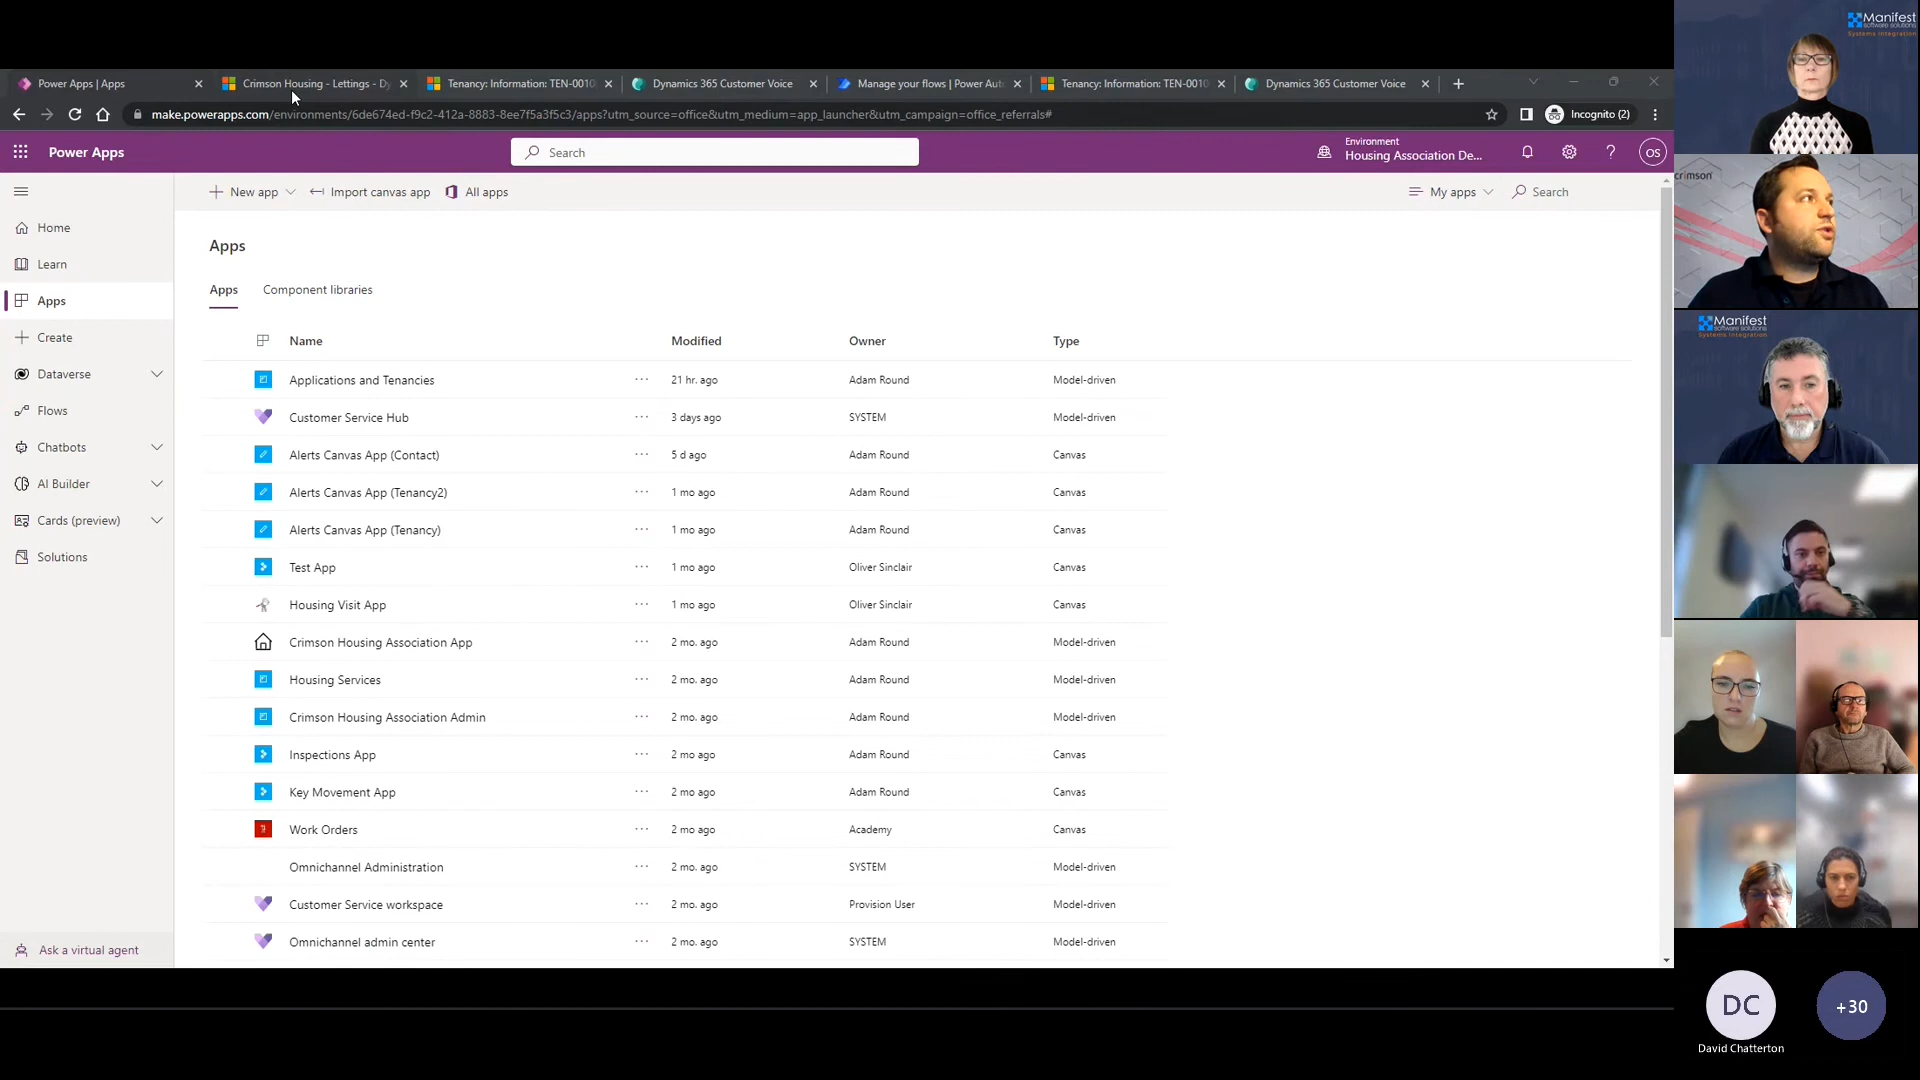 Power Apps | Apps
Crimson Housing - Lettings - Dy
Tenancy: Information: TEN-0010
Dynamics 365 Customer Voice
Manage your flows | Power Aut
Tenancy: Information: TEN-0010
Dynamics 365 Customer Voice
make.powerapps.com/environments/6de674ed-f9c2-412a-8883-8ee7f5a3f5c3/apps?utm_source=office&utm_medium=app_launcher&utm_campaign=office_referrals#
Incognito (2)
Power Apps
Search
Environment
Housing Association De...
OS
New app
Import canvas app
All apps
My apps
Search
Home
Learn
Apps
Create
Dataverse
Flows
Chatbots
AI Builder
Cards (preview)
Solutions
Ask a virtual agent
Apps
Apps
Component libraries
Name Modified Owner Type
Applications and Tenancies ··· 21 hr. ago Adam Round Model-driven
Customer Service Hub ··· 3 days ago SYSTEM Model-driven
Alerts Canvas App (Contact) ··· 5 d ago Adam Round Canvas
Alerts Canvas App (Tenancy2) ··· 1 mo ago Adam Round Canvas
Alerts Canvas App (Tenancy) ··· 1 mo ago Adam Round Canvas
Test App ··· 1 mo ago Oliver Sinclair Canvas
Housing Visit App ··· 1 mo ago Oliver Sinclair Canvas
Crimson Housing Association App ··· 2 mo. ago Adam Round Model-driven
Housing Services ··· 2 mo. ago Adam Round Model-driven
Crimson Housing Association Admin ··· 2 mo. ago Adam Round Model-driven
Inspections App ··· 2 mo ago Adam Round Canvas
Key Movement App ··· 2 mo ago Adam Round Canvas
Work Orders ··· 2 mo ago Academy Canvas
Omnichannel Administration ··· 2 mo. ago SYSTEM Model-driven
Customer Service workspace ··· 2 mo. ago Provision User Model-driven
Omnichannel admin center ··· 2 mo. ago SYSTEM Model-driven
Manifest
software solutions
Systems Integration
crimson
Manifest
software solutions
Systems Integration
DC
David Chatterton
+30